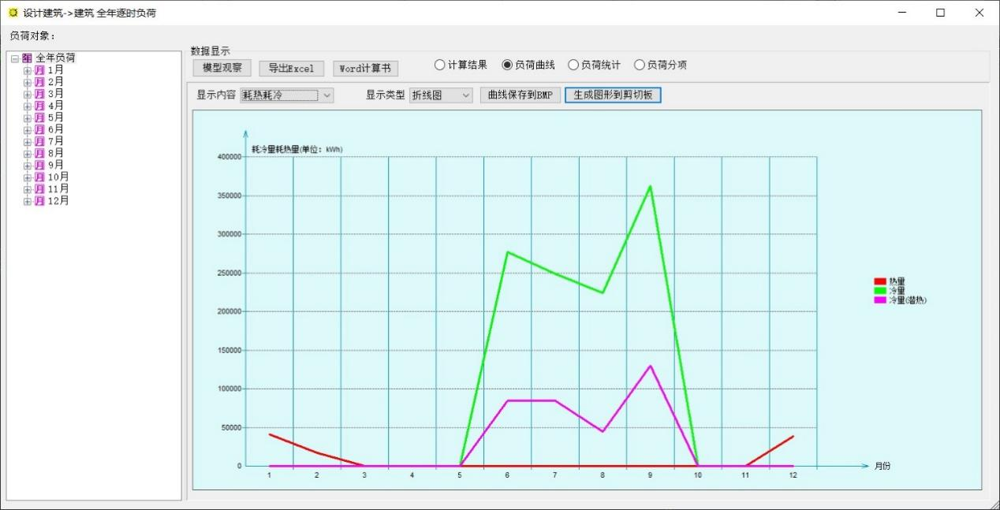 设计建筑->建筑 全年逐时负荷
负荷对象：
全年负荷
1月
2月
3月
4月
5月
6月
7月
8月
9月
10月
11月
12月
数据显示
模型观察 导出Excel Word计算书 计算结果 负荷曲线 负荷统计 负荷分项
显示内容 耗热耗冷 显示类型 折线图 曲线保存到BMP 生成图形到剪切板
耗冷量耗热量(单位：kWh)
400000
350000
300000
250000
200000
150000
100000
50000
0
1 2 3 4 5 6 7 8 9 10 11 12 月份
热量
冷量
冷量(潜热)